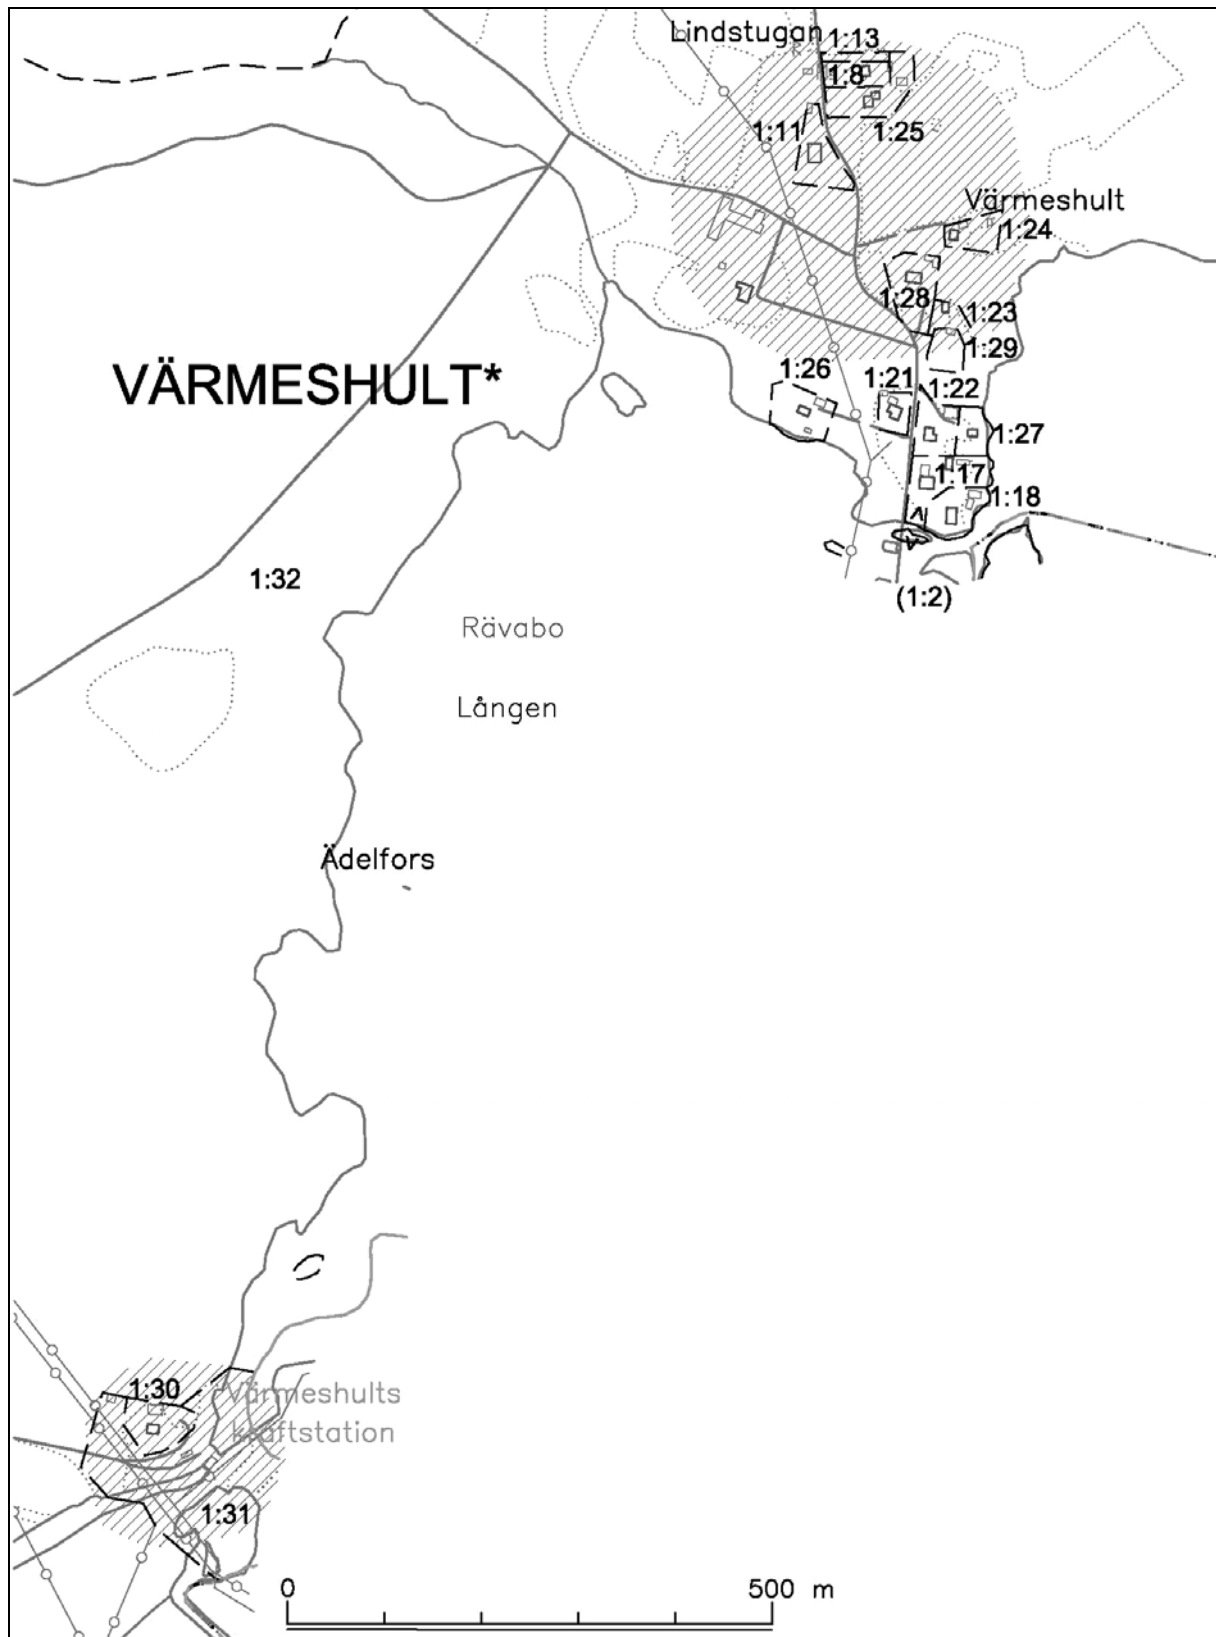 Lindstugan
1:13
1:8
1:11
1:25
Värmeshult
1:24
1:28
1:23
1:29
VÄRMESHULT*
1:26
1:21
1:22
1:27
1:17
1:18
1:32
(1:2)
Rävabo
Lången
Ädelfors
1:30
Värmeshults
kraftstation
1:31
0 500 m